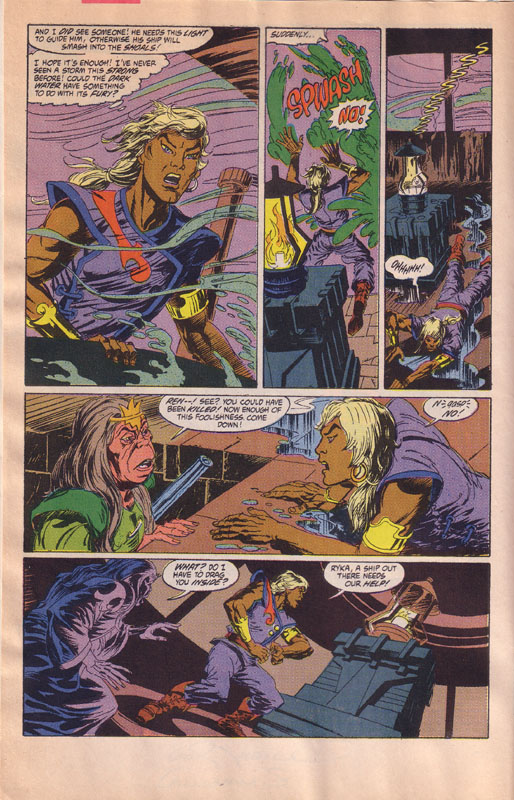 AND I DID SEE SOMEONE! HE NEEDS THIS LIGHT
TO GUIDE HIM, OTHERWISE HIS SHIP WILL
SMASH INTO THE SHOALS!
I HOPE IT'S ENOUGH! I'VE NEVER
SEEN A STORM THIS STRONG
BEFORE! COULD THE DARK
WATER HAVE SOMETHING
TO DO WITH ITS FURY?
SUDDENLY...
SPWASH
NO!
OHHHHH!
REN--! SEE? YOU COULD HAVE
BEEN KILLED! NOW ENOUGH OF
THIS FOOLISHNESS. COME
DOWN!
N-=GASP=-
NO!
WHAT? DO I
HAVE TO DRAG
YOU INSIDE?
RYKA, A SHIP OUT
THERE NEEDS
OUR HELP!